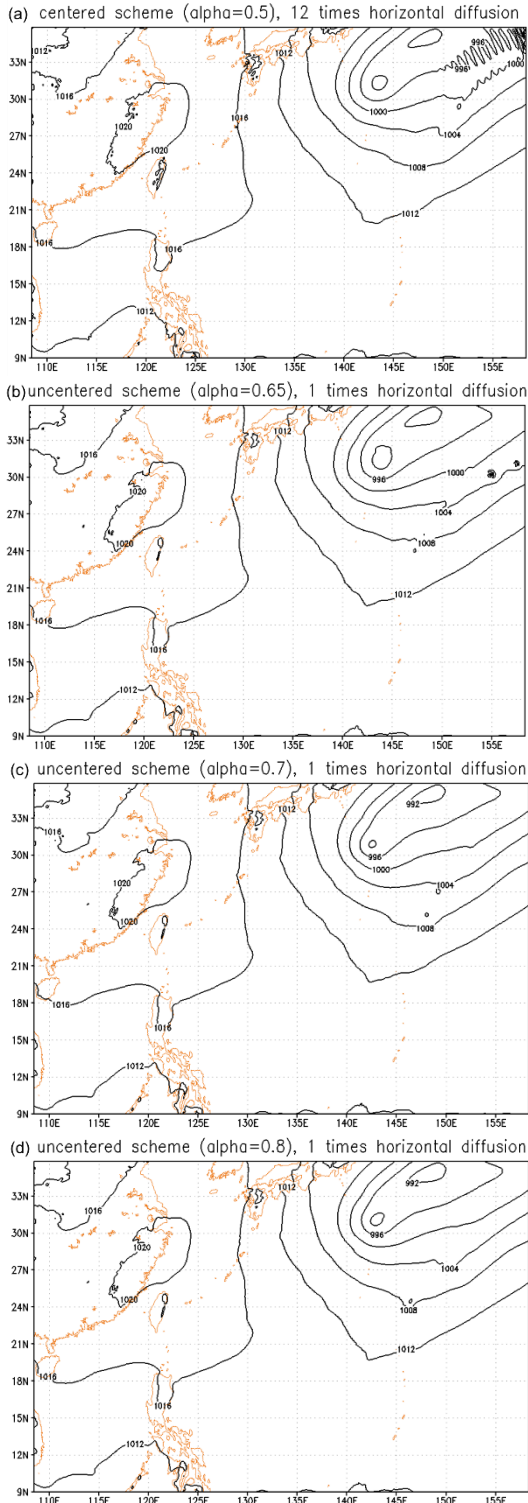 (a) centered scheme (alpha=0.5), 12 times horizontal diffusion
1012
1016
1020
1020
1016
1012
1016
1016
1012
996
996
1000
1000
1004
1008
1012
35N
33N
30N
27N
24N
21N
18N
15N
12N
9N
110E 115E 120E 125E 130E 135E 140E 145E 150E 155E
(b) uncentered scheme (alpha=0.65), 1 times horizontal diffusion
1016
1020
1020
1016
1016
1012
1012
996
1000
1004
1008
1012
33N
30N
27N
24N
21N
18N
15N
12N
9N
110E 115E 120E 125E 130E 135E 140E 145E 150E 155E
(c) uncentered scheme (alpha=0.7), 1 times horizontal diffusion
1016
1020
1020
1016
1016
1012
1012
992
996
1000
1004
1008
1012
33N
30N
27N
24N
21N
18N
15N
12N
9N
110E 115E 120E 125E 130E 135E 140E 145E 150E 155E
(d) uncentered scheme (alpha=0.8), 1 times horizontal diffusion
1016
1020
1020
1016
1016
1012
1012
992
996
1004
1008
1012
33N
30N
27N
24N
21N
18N
15N
12N
9N
110E 115E 120E 125E 130E 135E 140E 145E 150E 155E